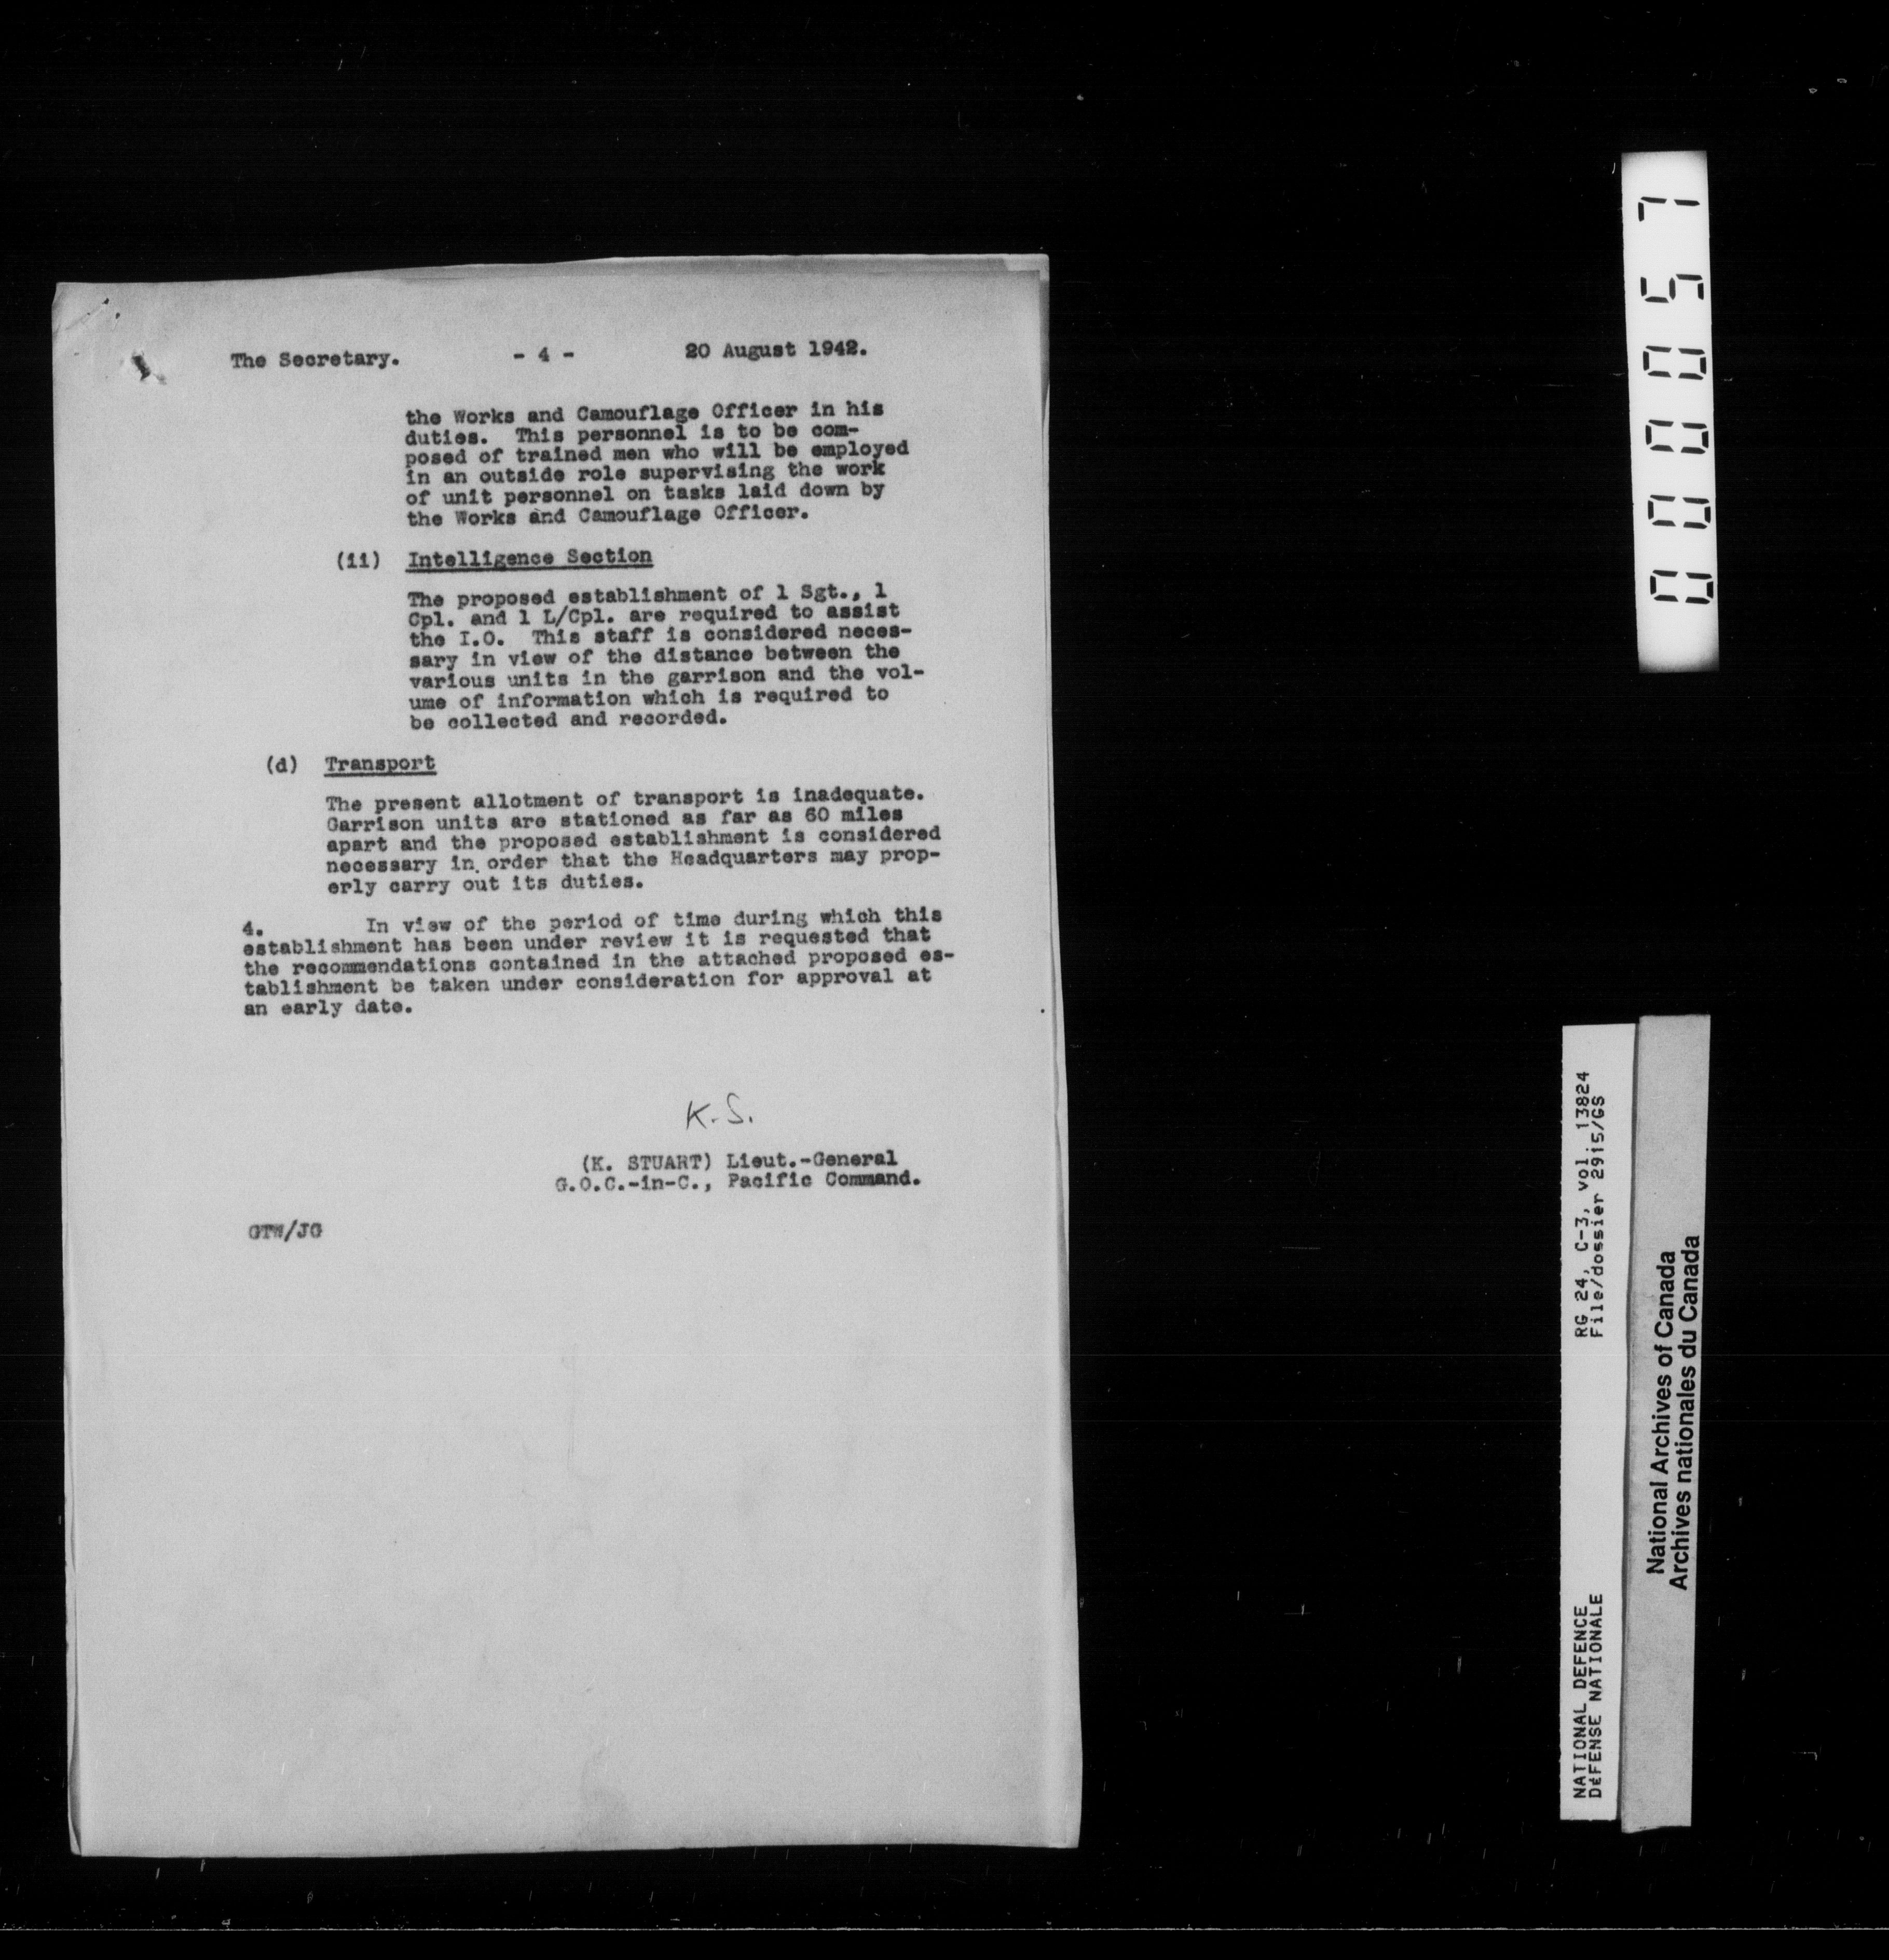 The Secretary. - 4 - 20 August 1942.
the Works and Camouflage Officer in his
duties. This personnel is to be com-
posed of trained men who will be employed
in an outside role supervising the work
of unit personnel on tasks laid down by
the Works and Camouflage Officer.
(ii) Intelligence Section
The proposed establishment of 1 Sgt., 1
Cpl. and 1 L/Cpl. are required to assist
the I.O. This staff is considered neces-
sary in view of the distance between the
various units in the garrison and the vol-
ume of information which is required to
be collected and recorded.
(d) Transport
The present allotment of transport is inadequate.
Garrison units are stationed as far as 60 miles
apart and the proposed establishment is considered
necessary in order that the Headquarters may prop-
erly carry out its duties.
4. In view of the period of time during which this
establishment has been under review it is requested that
the recommendations contained in the attached proposed es-
tablishment be taken under consideration for approval at
an early date.
K.S.
(K. STUART) Lieut.-General
G.O.C.-in-C., Pacific Command.
GTW/JG
000057
RG 24, C-3, vol. 13824
File/dossier 2915/GS
NATIONAL DEFENCE
DéFENSE NATIONALE
National Archives of Canada
Archives nationales du Canada